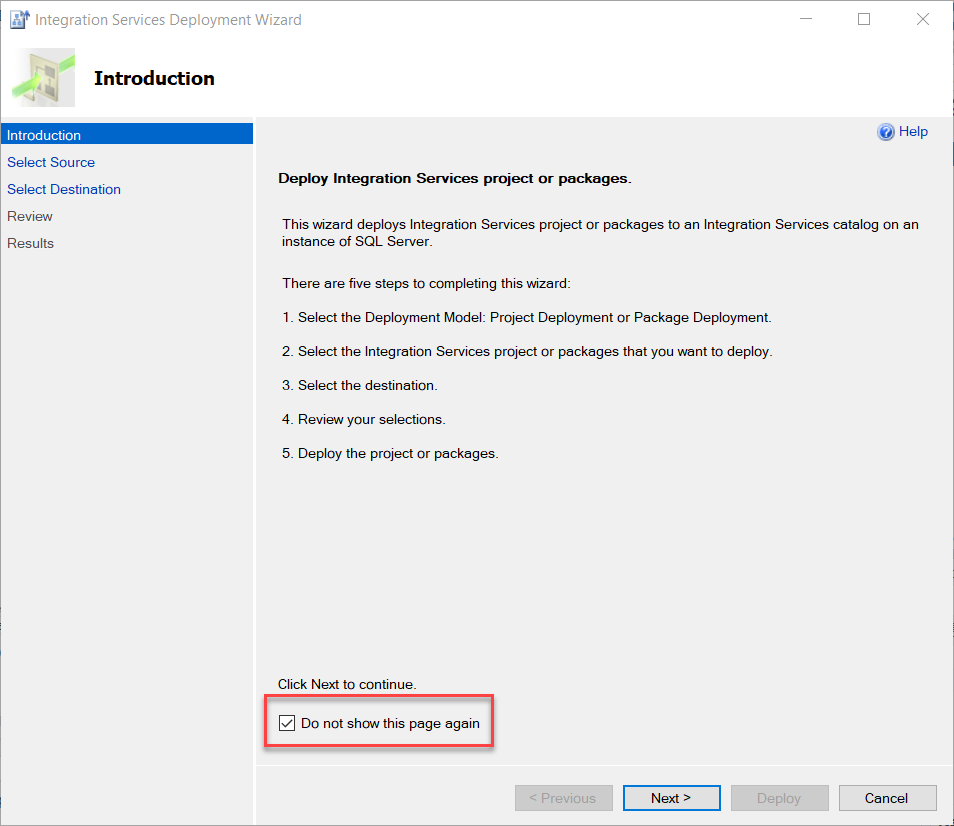 Integration Services Deployment Wizard
Introduction
Introduction
Select Source
Select Destination
Review
Results
Help
Deploy Integration Services project or packages.
This wizard deploys Integration Services project or packages to an Integration Services catalog on an
instance of SQL Server.
There are five steps to completing this wizard:
1. Select the Deployment Model: Project Deployment or Package Deployment.
2. Select the Integration Services project or packages that you want to deploy.
3. Select the destination.
4. Review your selections.
5. Deploy the project or packages.
Click Next to continue.
Do not show this page again
< Previous
Next >
Deploy
Cancel